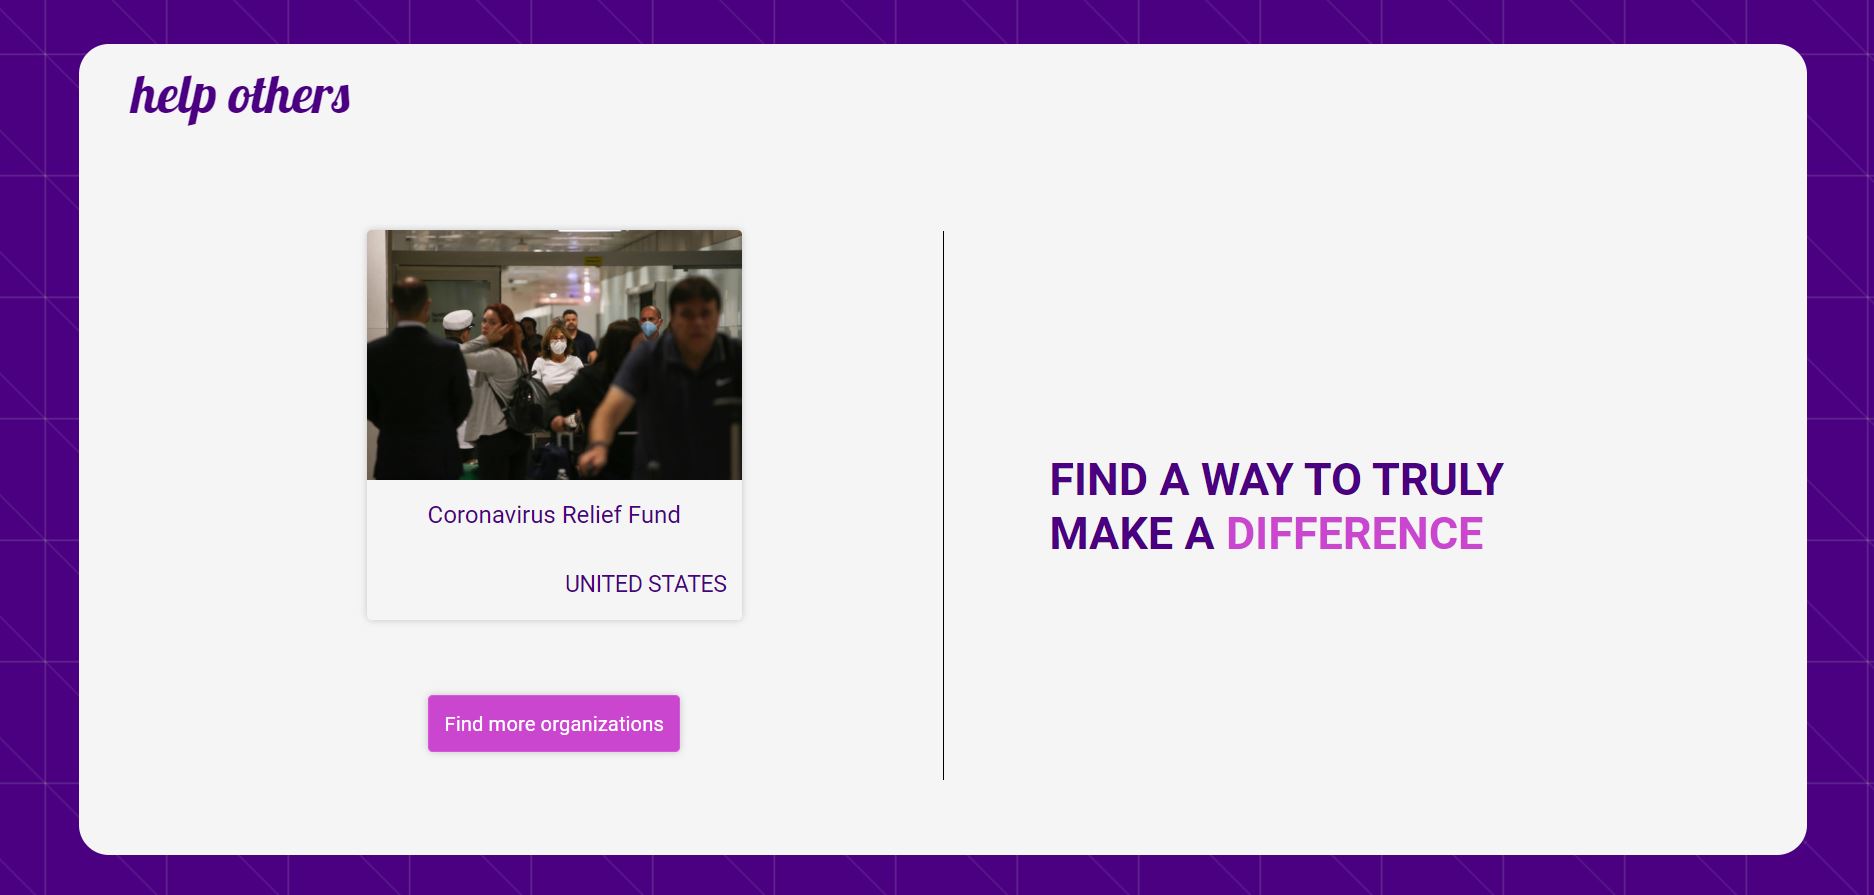 help others
Coronavirus Relief Fund
UNITED STATES
Find more organizations
FIND A WAY TO TRULY
MAKE A DIFFERENCE